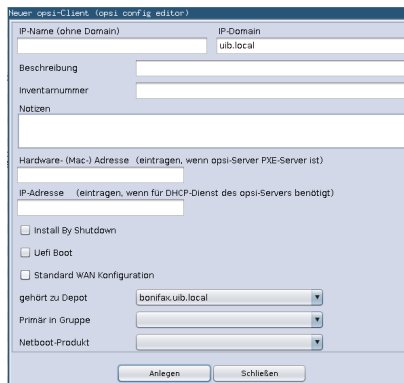 Neuer opsi-Client (opsi config editor)
IP-Name (ohne Domain) IP-Domain
uib.local
Beschreibung
Inventarnummer
Notizen
Hardware- (Mac-) Adresse (eintragen, wenn opsi-Server PXE-Server ist)
IP-Adresse (eintragen, wenn für DHCP-Dienst des opsi-Servers benötigt)
Install By Shutdown
Uefi Boot
Standard WAN Konfiguration
gehört zu Depot bonifax.uib.local
Primär in Gruppe
Netboot-Produkt
Anlegen Schließen